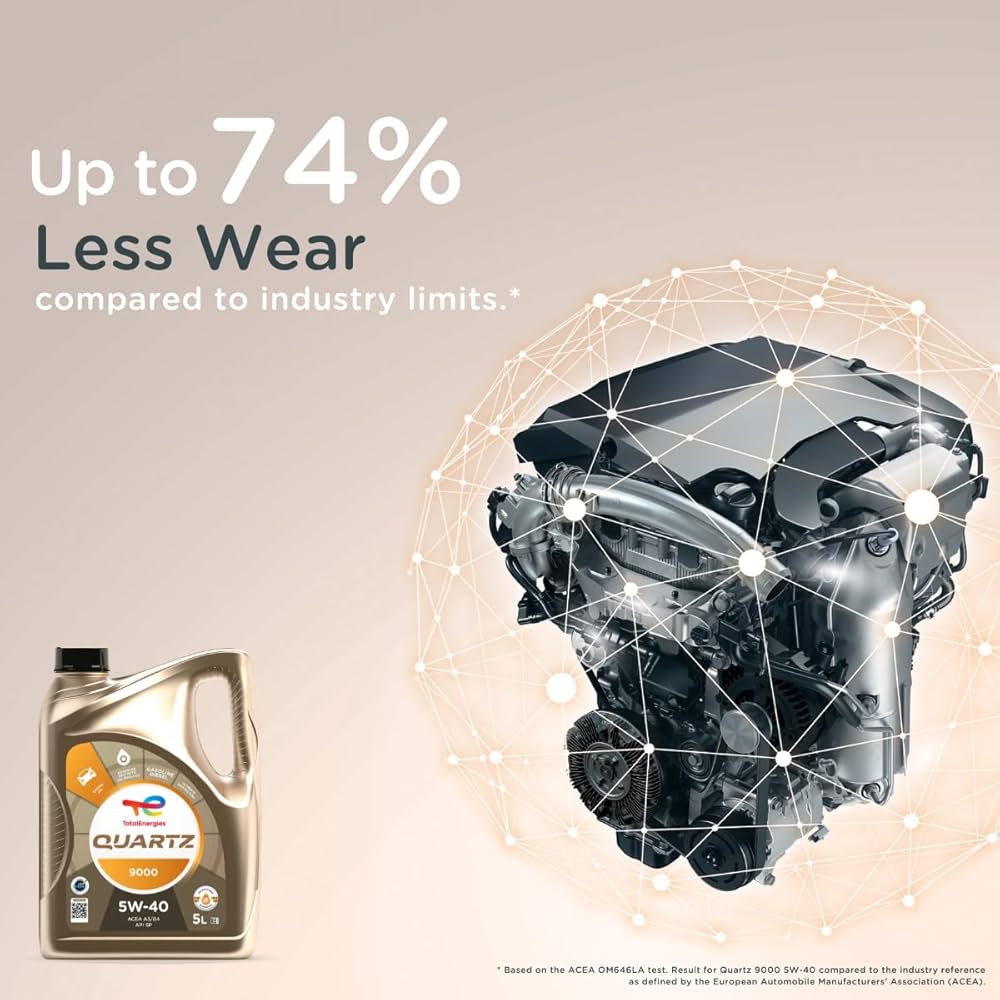 Up to 74%
Less Wear
compared to industry limits.*
GASOLINE
DIESEL
TotalEnergies
QUARTZ
9000
5W-40
ACEA A3/B4
API SP
5L
* Based on the ACEA OM646LA test. Result for Quartz 9000 5W-40 compared to the industry reference
as defined by the European Automobile Manufacturers' Association (ACEA).